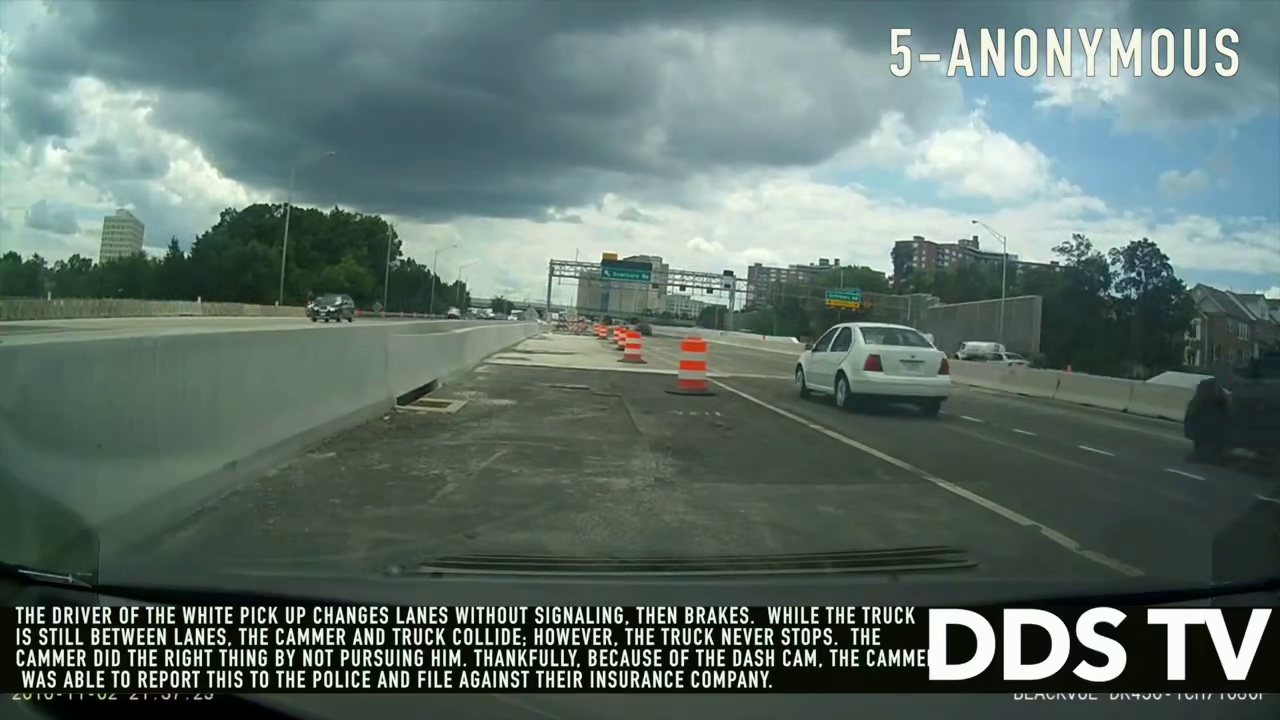 5-ANONYMOUS
Seminary Rd
THE DRIVER OF THE WHITE PICK UP CHANGES LANES WITHOUT SIGNALING, THEN BRAKES. WHILE THE TRUCK
IS STILL BETWEEN LANES, THE CAMMER AND TRUCK COLLIDE; HOWEVER, THE TRUCK NEVER STOPS. THE
CAMMER DID THE RIGHT THING BY NOT PURSUING HIM. THANKFULLY, BECAUSE OF THE DASH CAM, THE CAMME
WAS ABLE TO REPORT THIS TO THE POLICE AND FILE AGAINST THEIR INSURANCE COMPANY.
DDS TV